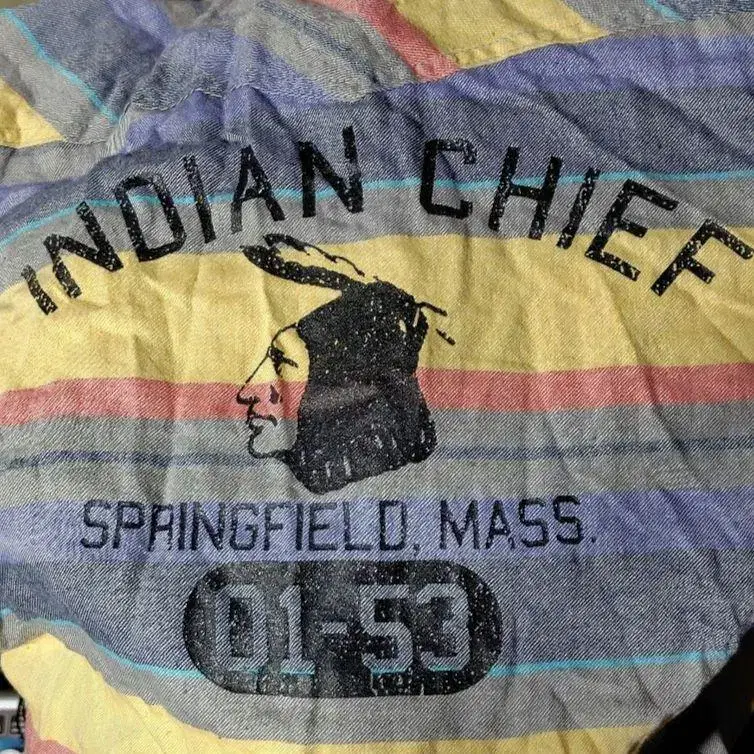 INDIAN CHIEF
SPRINGFIELD, MASS.
01-53